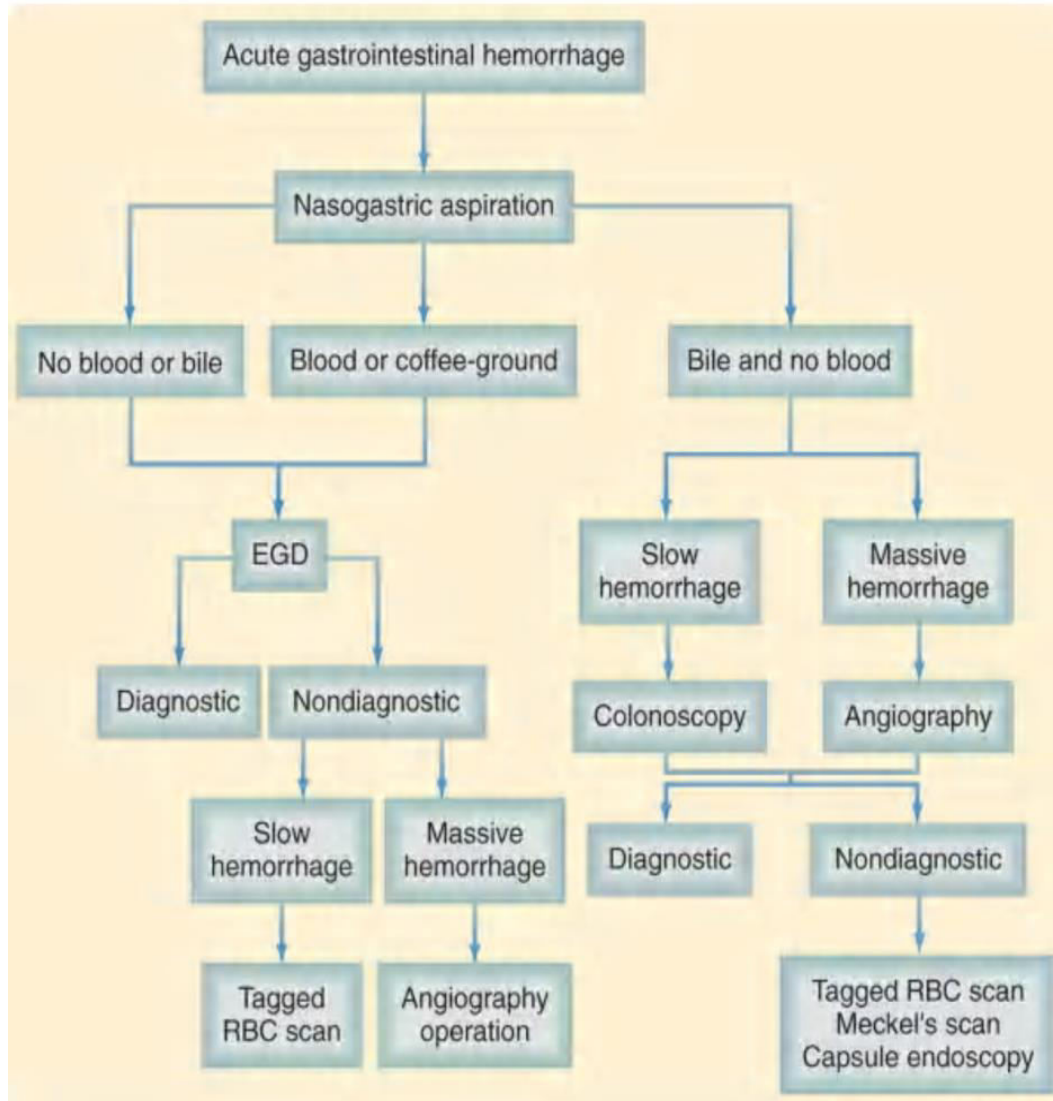 Acute gastrointestinal hemorrhage
Nasogastric aspiration
No blood or bile
Blood or coffee-ground
Bile and no blood
EGD
Slow
hemorrhage
Massive
hemorrhage
Diagnostic
Nondiagnostic
Colonoscopy
Angiography
Slow
hemorrhage
Massive
hemorrhage
Diagnostic
Nondiagnostic
Tagged
RBC scan
Angiography
operation
Tagged RBC scan
Meckel's scan
Capsule endoscopy